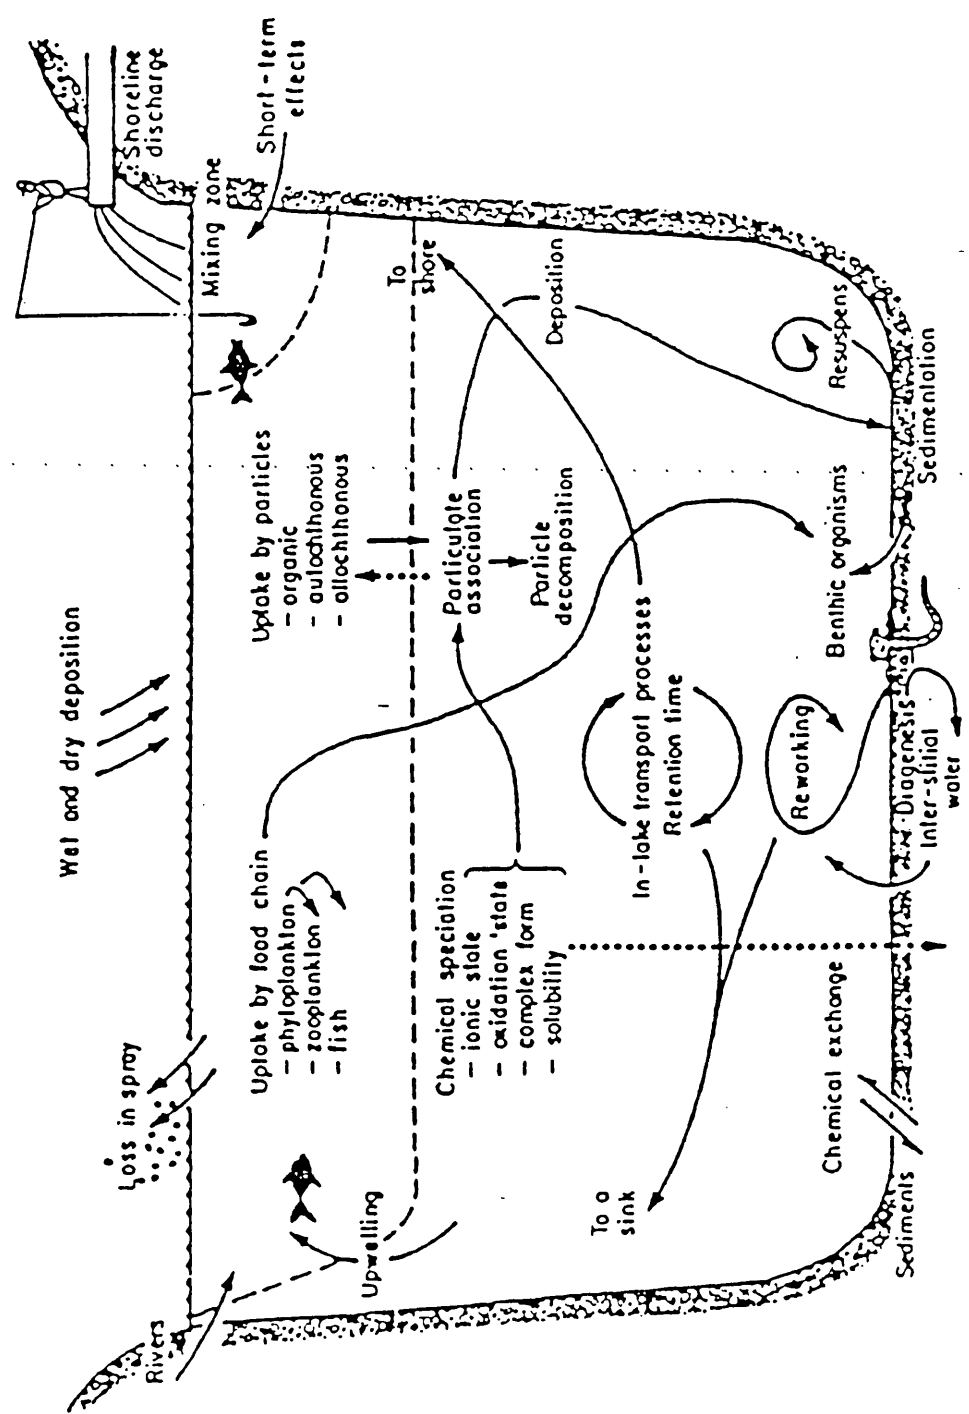 Rivers
Loss in spray
Wet and dry deposition
Shoreline
discharge
Mixing zone
Short-term
effects
Upwelling
Uptake by food chain
- phytoplankton
- zooplankton
- fish
Uptake by particles
- organic
- autochthonous
- allochthonous
To
shore
Chemical speciation
- ionic state
- oxidation state
- complex form
- solubility
Particulate
association
Particle
decomposition
Deposition
To a
sink
In-lake transport processes
Retention time
Reworking
Resuspens
Chemical exchange
Benthic organisms
Sediments
Diagenesis
Inter-stitial
water
Sedimentation